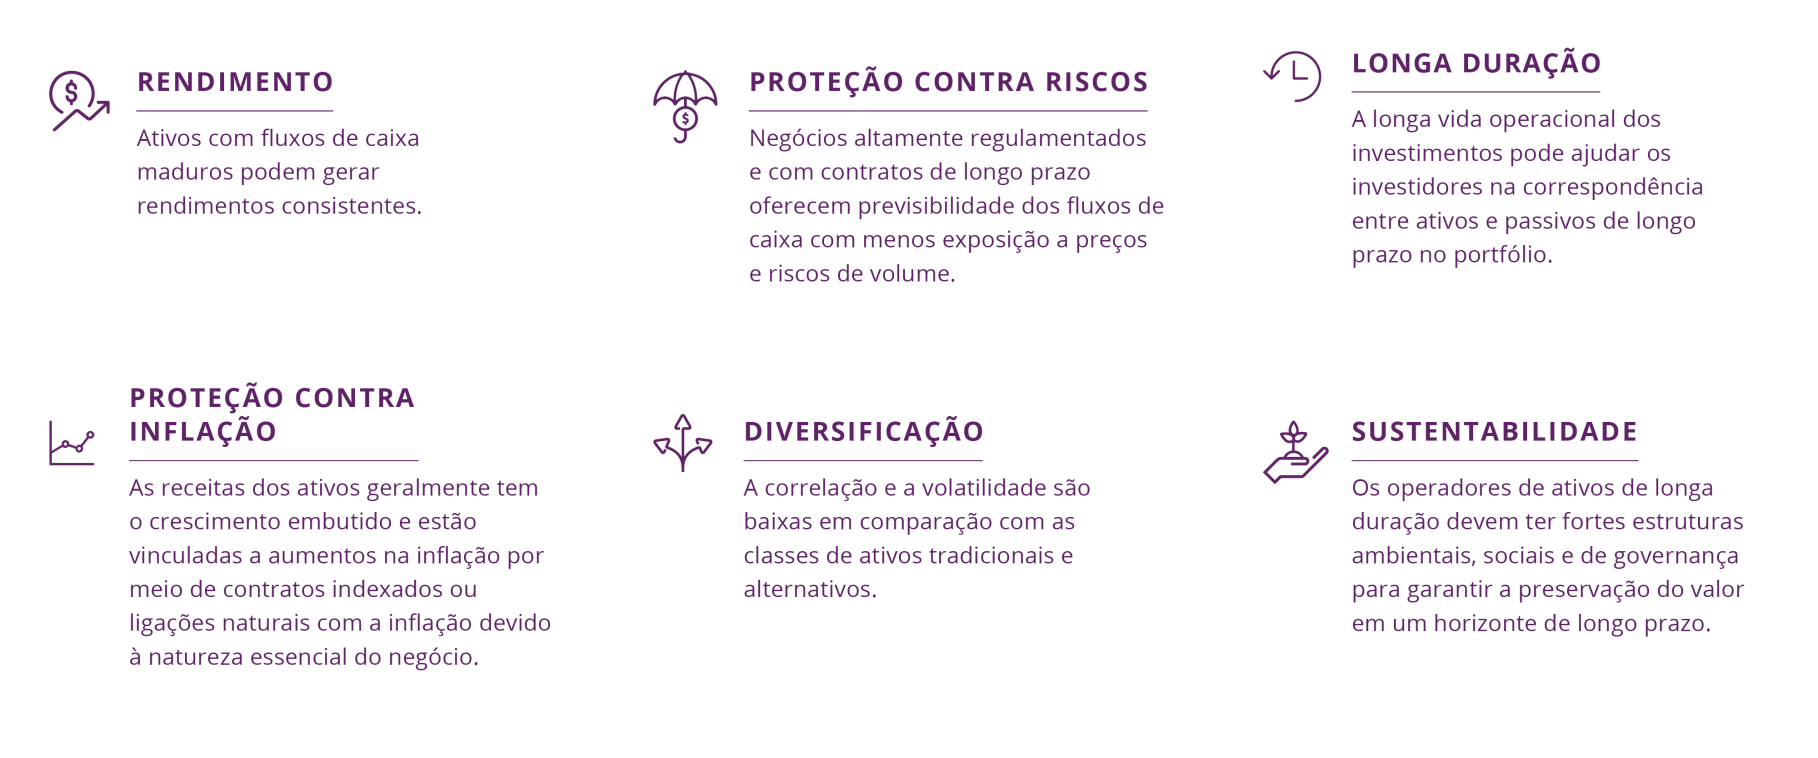 RENDIMENTO
Ativos com fluxos de caixa
maduros podem gerar
rendimentos consistentes.
PROTEÇÃO CONTRA RISCOS
Negócios altamente regulamentados
e com contratos de longo prazo
oferecem previsibilidade dos fluxos de
caixa com menos exposição a preços
e riscos de volume.
LONGA DURAÇÃO
A longa vida operacional dos
investimentos pode ajudar os
investidores na correspondência
entre ativos e passivos de longo
prazo no portfólio.
PROTEÇÃO CONTRA
INFLAÇÃO
As receitas dos ativos geralmente tem
o crescimento embutido e estão
vinculadas a aumentos na inflação por
meio de contratos indexados ou
ligações naturais com a inflação devido
à natureza essencial do negócio.
DIVERSIFICAÇÃO
A correlação e a volatilidade são
baixas em comparação com as
classes de ativos tradicionais e
alternativos.
SUSTENTABILIDADE
Os operadores de ativos de longa
duração devem ter fortes estruturas
ambientais, sociais e de governança
para garantir a preservação do valor
em um horizonte de longo prazo.